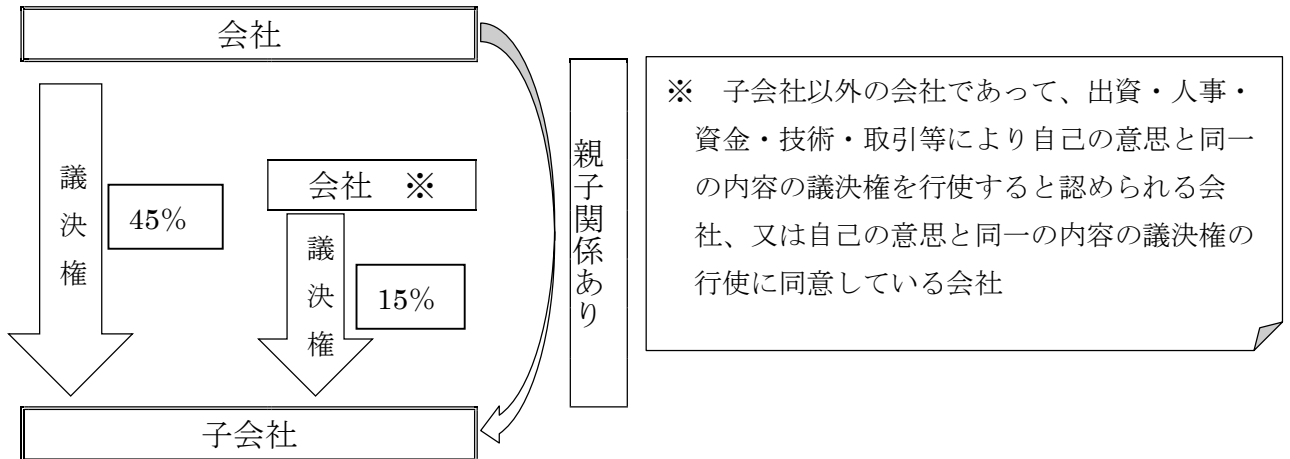 会社
議決権
45%
会社　※
議決権
15%
親子関係あり
子会社
※　子会社以外の会社であって、出資・人事・
資金・技術・取引等により自己の意思と同一
の内容の議決権を行使すると認められる会
社、又は自己の意思と同一の内容の議決権の
行使に同意している会社